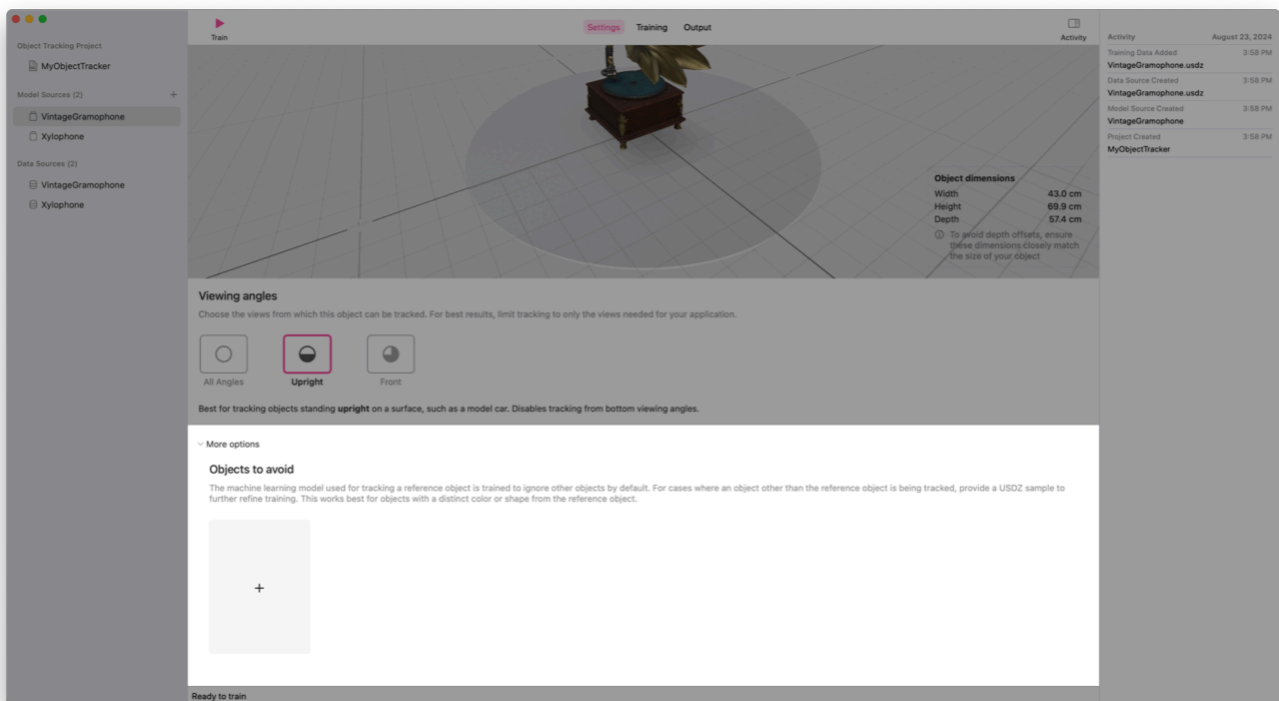 Train
Settings
Training
Output
Activity
Object Tracking Project
MyObjectTracker
Model Sources (2)
+
VintageGramophone
Xylophone
Data Sources (2)
VintageGramophone
Xylophone
Object dimensions
Width 43.0 cm
Height 69.9 cm
Depth 57.4 cm
To avoid depth offsets, ensure
these dimensions closely match
the size of your object
Viewing angles
Choose the views from which this object can be tracked. For best results, limit tracking to only the views needed for your application.
All Angles
Upright
Front
Best for tracking objects standing upright on a surface, such as a model car. Disables tracking from bottom viewing angles.
More options
Objects to avoid
The machine learning model used for tracking a reference object is trained to ignore other objects by default. For cases where an object other than the reference object is being tracked, provide a USDZ sample to
further refine training. This works best for objects with a distinct color or shape from the reference object.
+
Ready to train
Activity August 23, 2024
Training Data Added 3:58 PM
VintageGramophone.usdz
Data Source Created 3:58 PM
VintageGramophone.usdz
Model Source Created 3:58 PM
VintageGramophone
Project Created 3:58 PM
MyObjectTracker